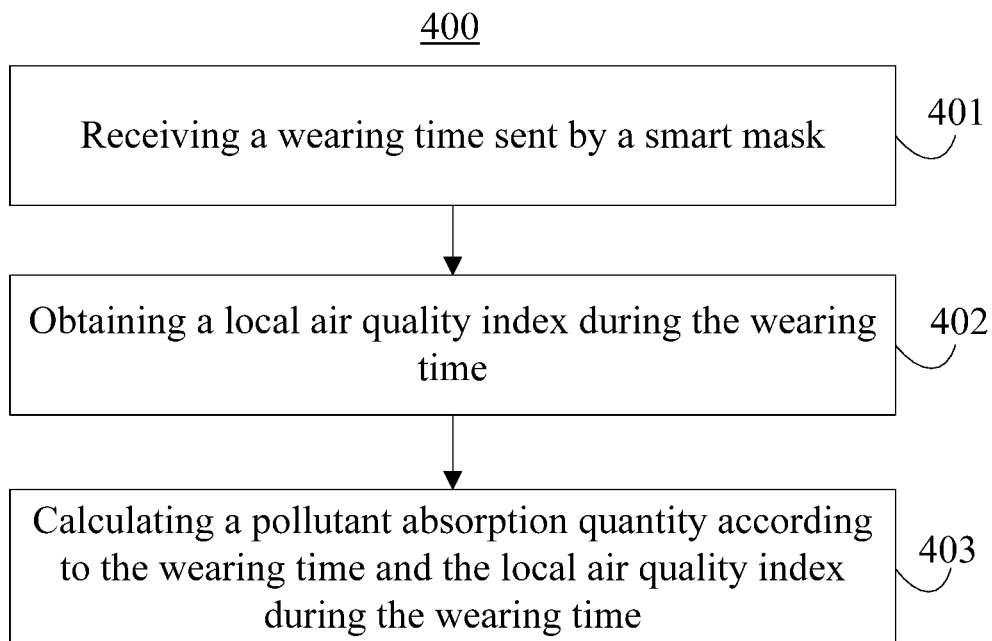 400
Receiving a wearing time sent by a smart mask
401
Obtaining a local air quality index during the wearing
time
402
Calculating a pollutant absorption quantity according
to the wearing time and the local air quality index
during the wearing time
403